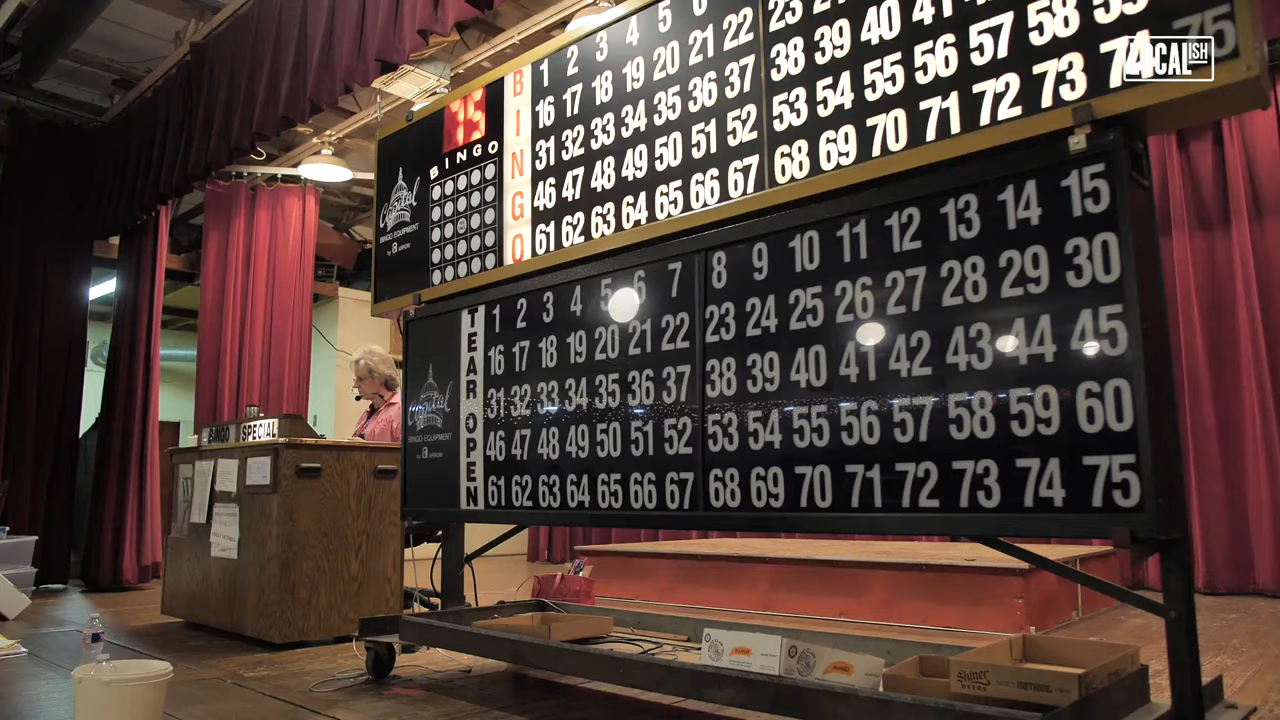 LOCALISH
1 2 3 4 5 6
16 17 18 19 20 21 22 23
31 32 33 34 35 36 37 38 39 40 41
46 47 48 49 50 51 52 53 54 55 56 57 58 59
61 62 63 64 65 66 67 68 69 70 71 72 73 74 75
BINGO
BINGO
Capital
BINGO EQUIPMENT
by a ARROW
TEAR OPEN
1 2 3 4 5 6 7 8 9 10 11 12 13 14 15
16 17 18 19 20 21 22 23 24 25 26 27 28 29 30
31 32 33 34 35 36 37 38 39 40 41 42 43 44 45
46 47 48 49 50 51 52 53 54 55 56 57 58 59 60
61 62 63 64 65 66 67 68 69 70 71 72 73 74 75
Capital
BINGO EQUIPMENT
by a ARROW
BINGO SPECIAL
Shiner
BEERS
NOTHING